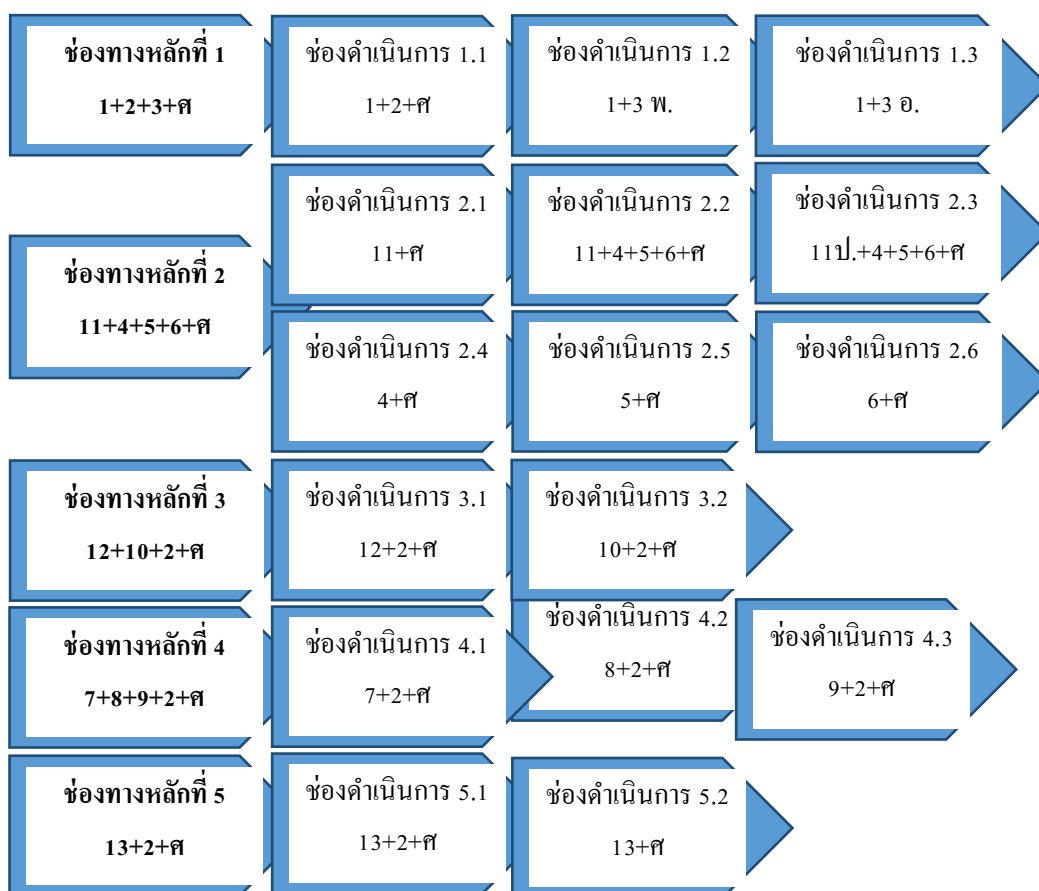 ช่องทางหลักที่ 1
1+2+3+ศ
ช่องดำเนินการ 1.1
1+2+ศ
ช่องดำเนินการ 1.2
1+3 พ.
ช่องดำเนินการ 1.3
1+3 อ.
ช่องทางหลักที่ 2
11+4+5+6+ศ
ช่องดำเนินการ 2.1
11+ศ
ช่องดำเนินการ 2.2
11+4+5+6+ศ
ช่องดำเนินการ 2.3
11ป.+4+5+6+ศ
ช่องดำเนินการ 2.4
4+ศ
ช่องดำเนินการ 2.5
5+ศ
ช่องดำเนินการ 2.6
6+ศ
ช่องทางหลักที่ 3
12+10+2+ศ
ช่องดำเนินการ 3.1
12+2+ศ
ช่องดำเนินการ 3.2
10+2+ศ
ช่องทางหลักที่ 4
7+8+9+2+ศ
ช่องดำเนินการ 4.1
7+2+ศ
ช่องดำเนินการ 4.2
8+2+ศ
ช่องดำเนินการ 4.3
9+2+ศ
ช่องทางหลักที่ 5
13+2+ศ
ช่องดำเนินการ 5.1
13+2+ศ
ช่องดำเนินการ 5.2
13+ศ